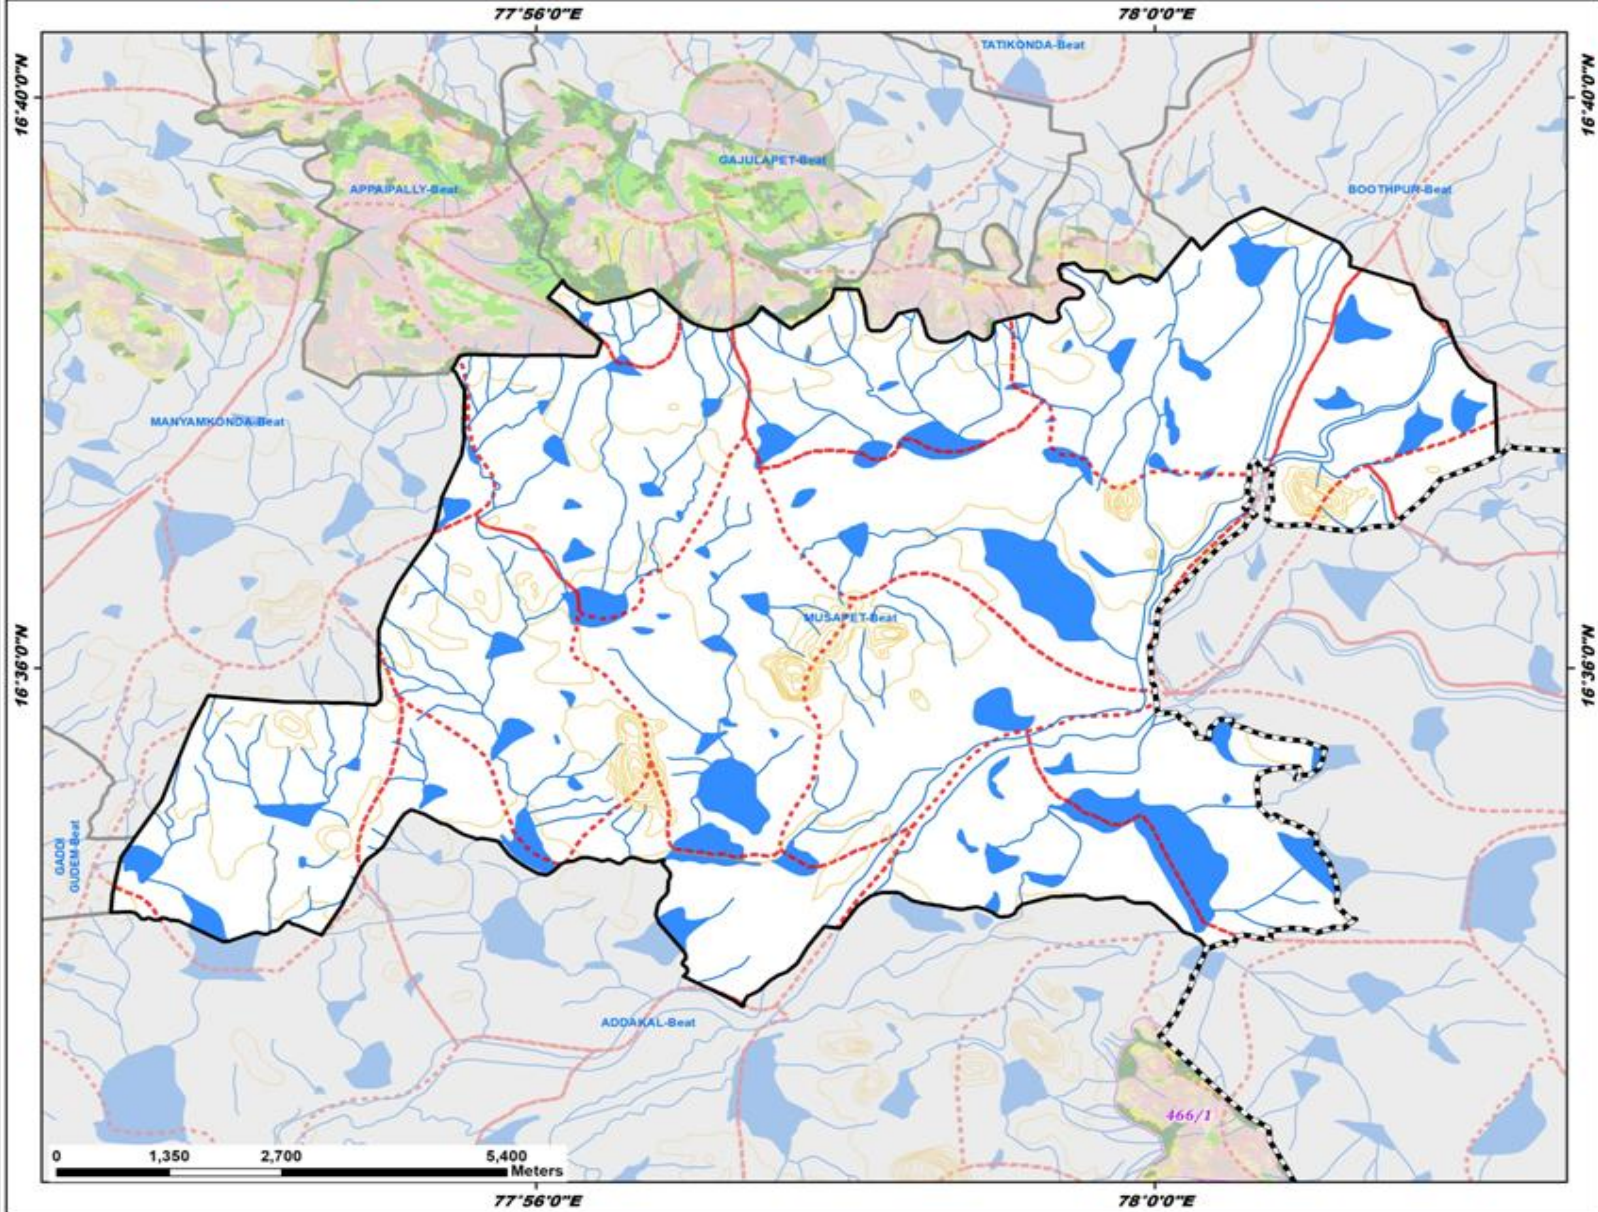 77°56'0"E
78°0'0"E
TATIKONDA-Beat
16°40'0"N
16°40'0"N
GAJULAPET-Beat
APPAIPALLY-Beat
BOOTHPUR-Beat
MANYAMKONDA-Beat
MUSAPET-Beat
16°36'0"N
16°36'0"N
GADDI
GUDEM-Beat
ADDAKAL-Beat
466/1
0 1,350 2,700 5,400
Meters
77°56'0"E
78°0'0"E